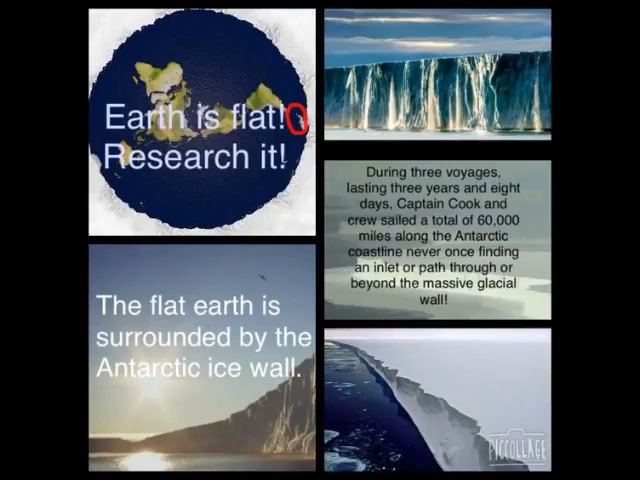 Earth is flat!
Research it!
During three voyages,
lasting three years and eight
days, Captain Cook and
crew sailed a total of 60,000
miles along the Antarctic
coastline never once finding
an inlet or path through or
beyond the massive glacial
wall!
The flat earth is
surrounded by the
Antarctic ice wall.
PIC COLLAGE